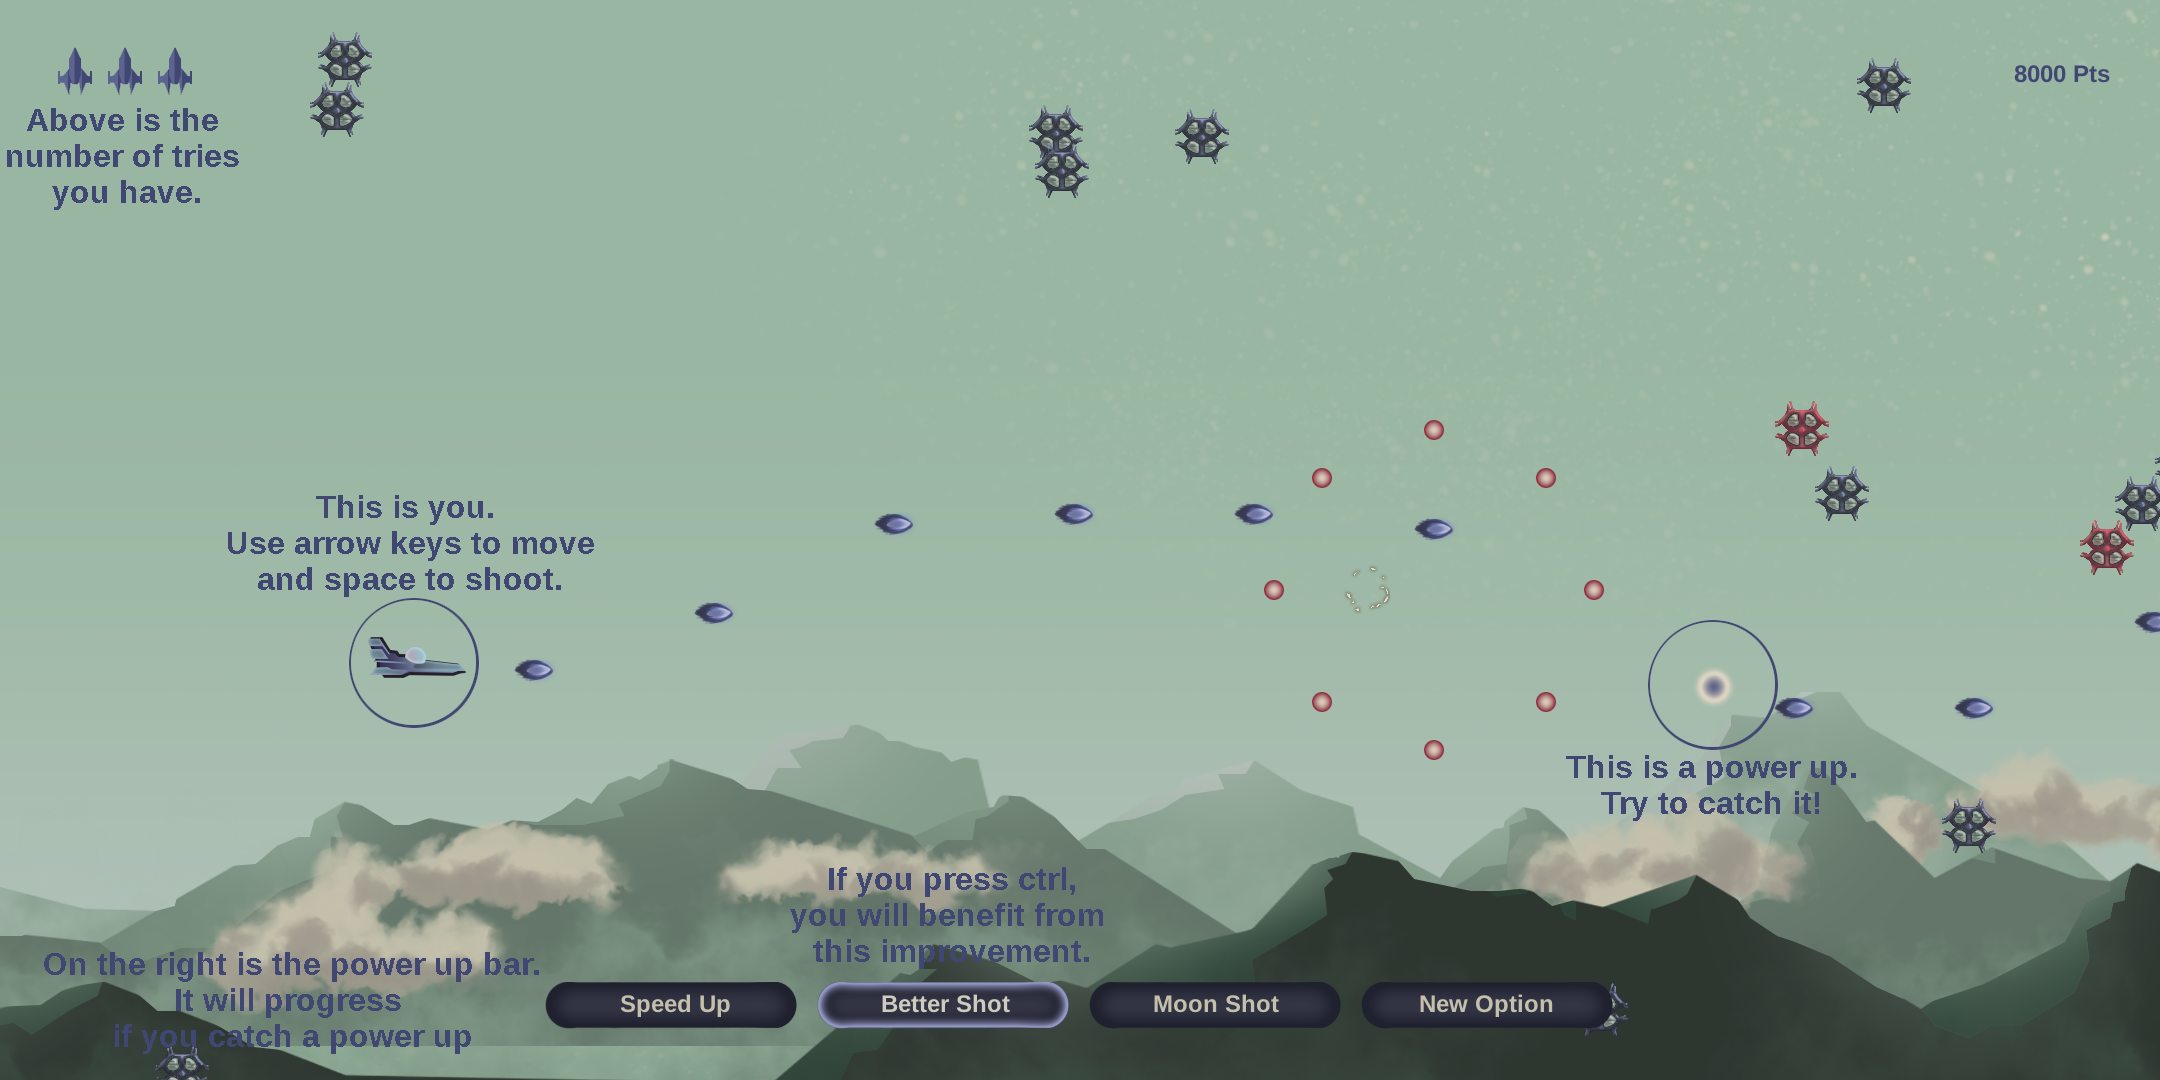 8000 Pts
Above is the
number of tries
you have.
This is you.
Use arrow keys to move
and space to shoot.
This is a power up.
Try to catch it!
If you press ctrl,
you will benefit from
this improvement.
On the right is the power up bar.
It will progress
if you catch a power up
Speed Up
Better Shot
Moon Shot
New Option